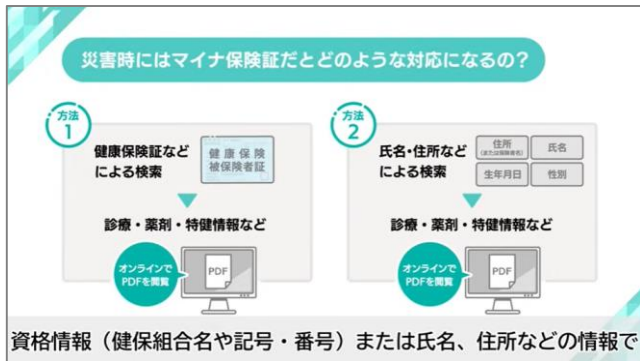 災害時にはマイナ保険証だとどのような対応になるの？
方法
1
健康保険証など
による検索
健康保険
被保険者証
診療・薬剤・特健情報など
オンラインで
PDFを閲覧
PDF
方法
2
氏名・住所など
による検索
住所
(または保険者名)
氏名
生年月日
性別
診療・薬剤・特健情報など
オンラインで
PDFを閲覧
PDF
資格情報（健保組合名や記号・番号）または氏名、住所などの情報で